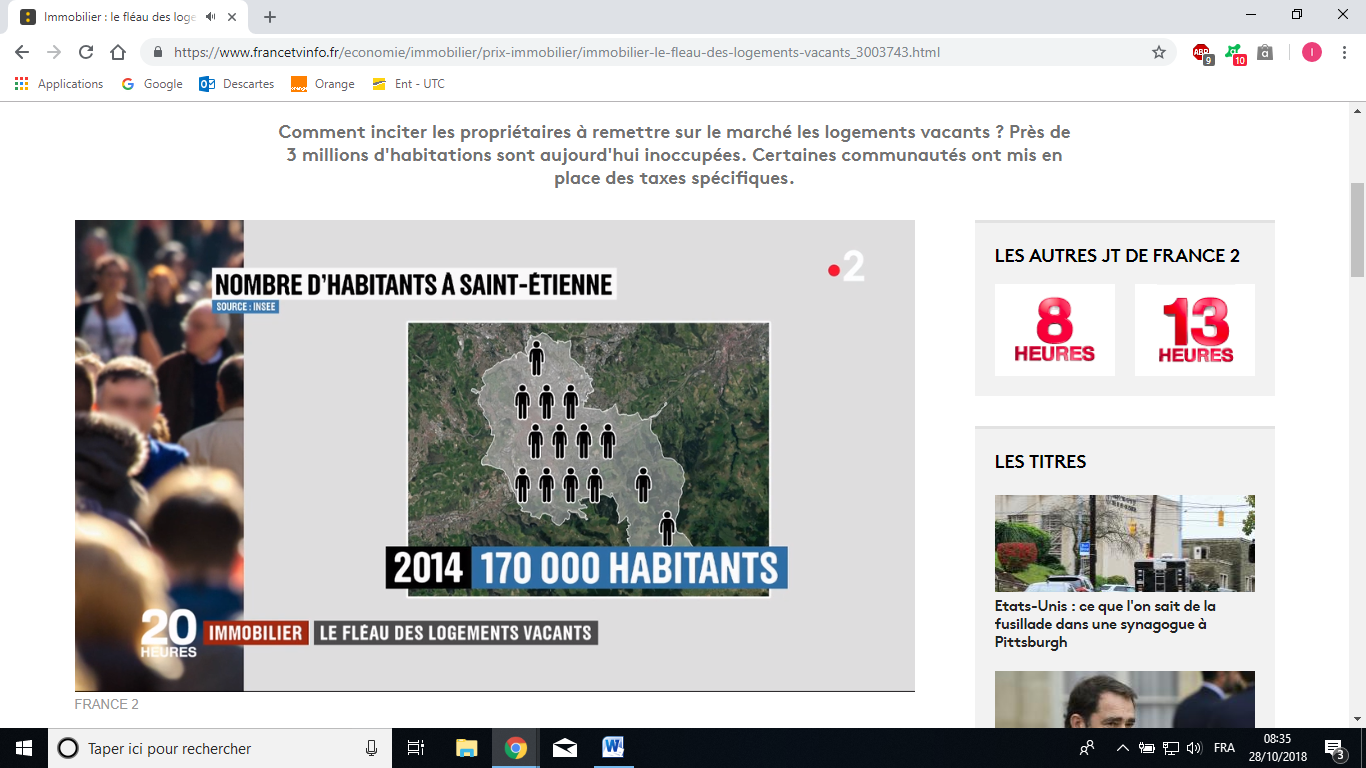 Immobilier : le fléau des loge
https://www.francetvinfo.fr/economie/immobilier/prix-immobilier/immobilier-le-fleau-des-logements-vacants_3003743.html
ABP
9
10
a
I
Applications
Google
Descartes
orange
Orange
Ent - UTC
Comment inciter les propriétaires à remettre sur le marché les logements vacants ? Près de
3 millions d'habitations sont aujourd'hui inoccupées. Certaines communautés ont mis en
place des taxes spécifiques.
NOMBRE D'HABITANTS À SAINT-ÉTIENNE
SOURCE : INSEE
2
2014 170 000 HABITANTS
20 HEURES
IMMOBILIER LE FLÉAU DES LOGEMENTS VACANTS
FRANCE 2
LES AUTRES JT DE FRANCE 2
8
HEURES
13
HEURES
LES TITRES
Etats-Unis : ce que l'on sait de la
fusillade dans une synagogue à
Pittsburgh
Taper ici pour rechercher
W
FRA
08:35
28/10/2018
3